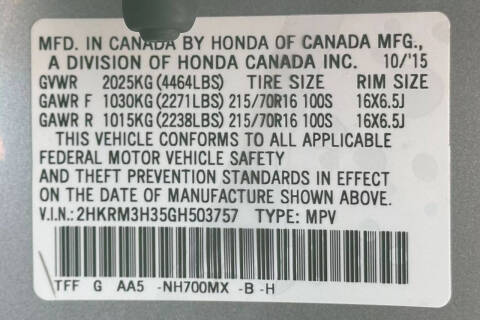 MFD. IN CANADA BY HONDA OF CANADA MFG.,
A DIVISION OF HONDA CANADA INC. 10/'15
GVWR 2025KG (4464LBS) TIRE SIZE RIM SIZE
GAWR F 1030KG (2271LBS) 215/70R16 100S 16X6.5J
GAWR R 1015KG (2238LBS) 215/70R16 100S 16X6.5J
THIS VEHICLE CONFORMS TO ALL APPLICABLE
FEDERAL MOTOR VEHICLE SAFETY
AND THEFT PREVENTION STANDARDS IN EFFECT
ON THE DATE OF MANUFACTURE SHOWN ABOVE.
V.I.N.: 2HKRM3H35GH503757 TYPE: MPV
TFF G AA5 -NH700MX -B -H